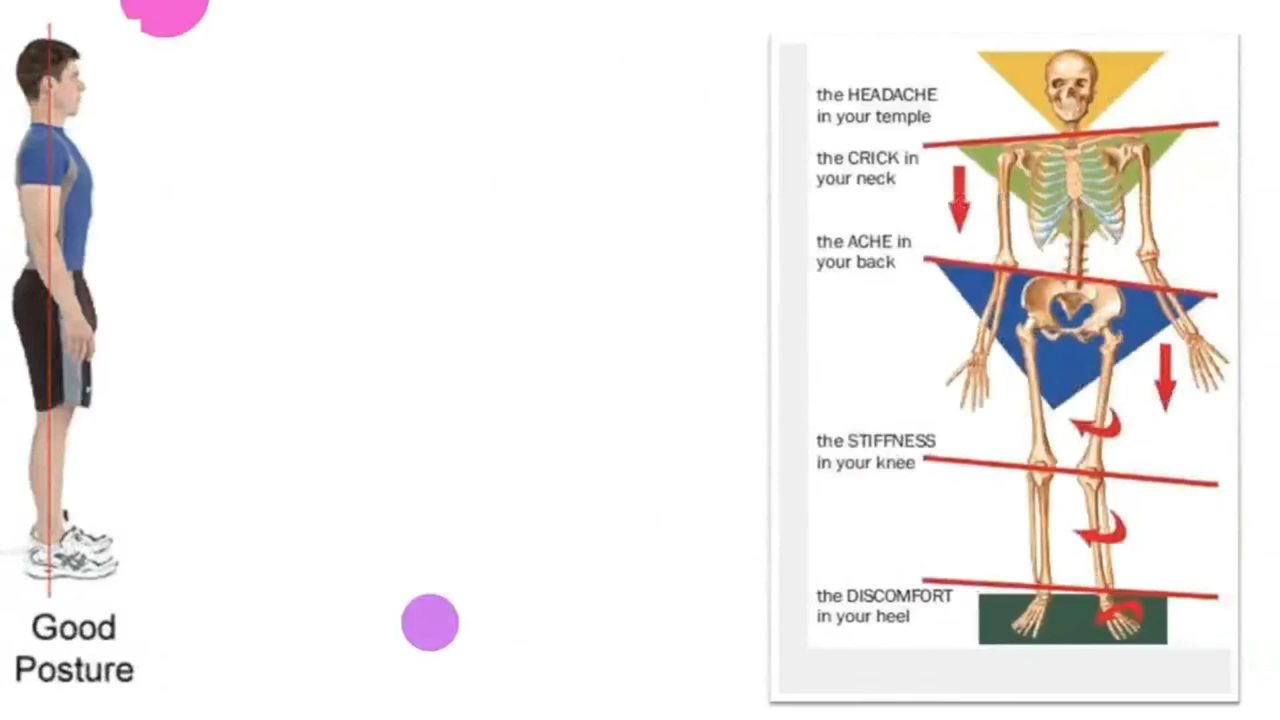 Good
Posture
the HEADACHE
in your temple
the CRICK in
your neck
the ACHE in
your back
the STIFFNESS
in your knee
the DISCOMFORT
in your heel